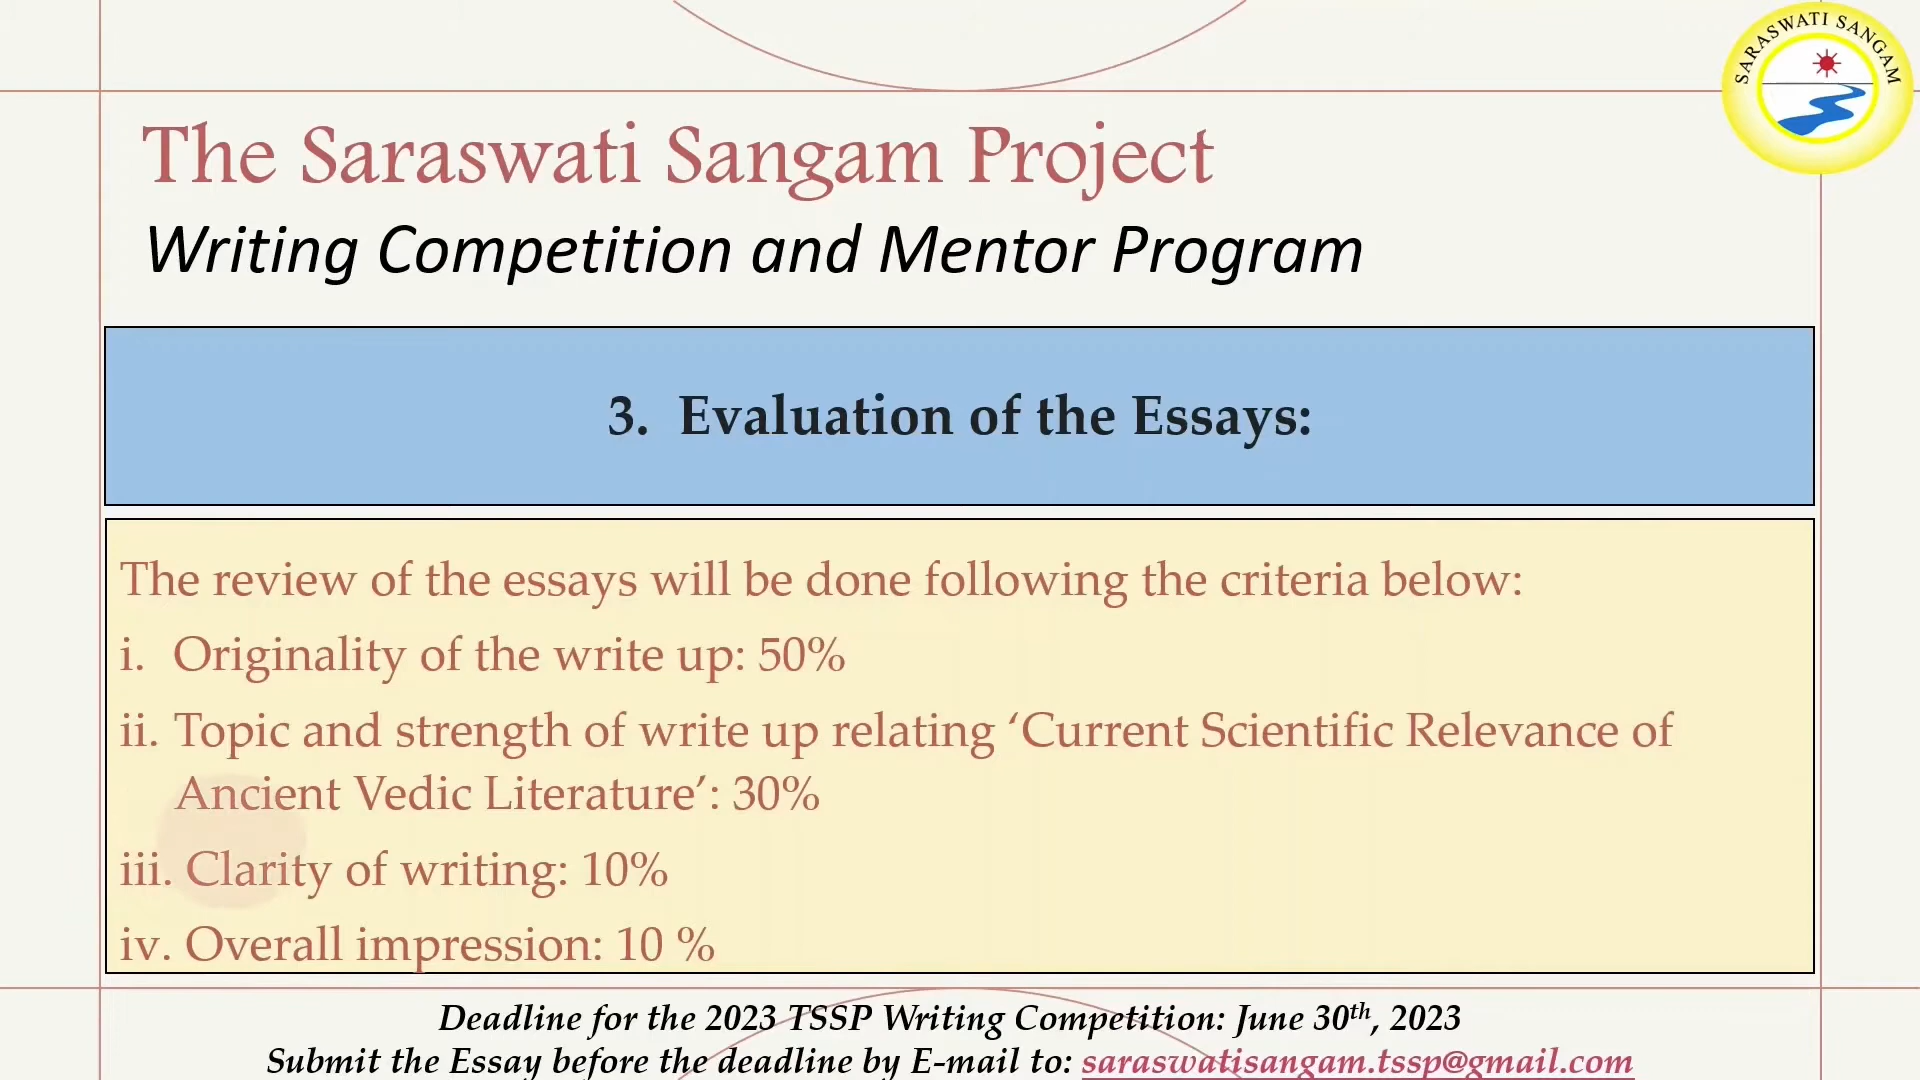 SARASWATI SANGAM
The Saraswati Sangam Project
Writing Competition and Mentor Program
3. Evaluation of the Essays:
The review of the essays will be done following the criteria below:
i. Originality of the write up: 50%
ii. Topic and strength of write up relating ‘Current Scientific Relevance of
Ancient Vedic Literature’: 30%
iii. Clarity of writing: 10%
iv. Overall impression: 10 %
Deadline for the 2023 TSSP Writing Competition: June 30th, 2023
Submit the Essay before the deadline by E-mail to: saraswatisangam.tssp@gmail.com